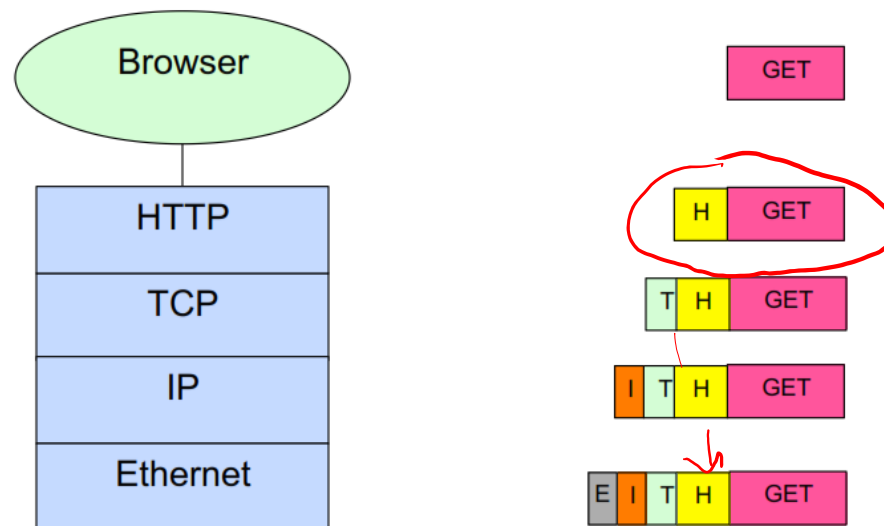 Browser
GET
HTTP
H GET
TCP
T H GET
IP
I T H GET
Ethernet
E I T H GET